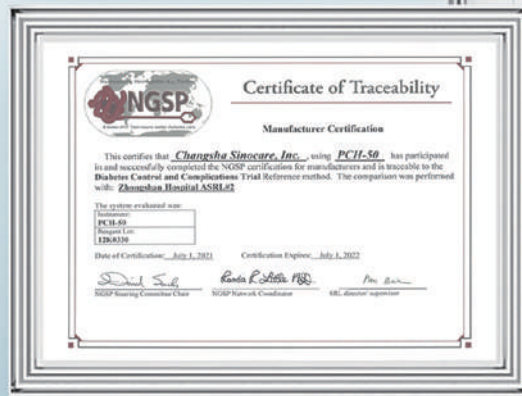 NGSP
Certificate of Traceability
Manufacturer Certification
This certifies that Changsha Sinocare, Inc., using PCH-50 has participated
in and successfully completed the NGSP certification for manufacturers and is traceable to the
Diabetes Control and Complications Trial Reference method. The comparison was performed
with: Zhongshan Hospital ASRL#2
The system evaluated was:
Instrument:
PCH-50
Reagent Lot:
12K0330
Date of Certification: July 1, 2021 Certification Expires: July 1, 2022
NGSP Steering Committee Chair NGSP Network Coordinator SRL director/supervisor